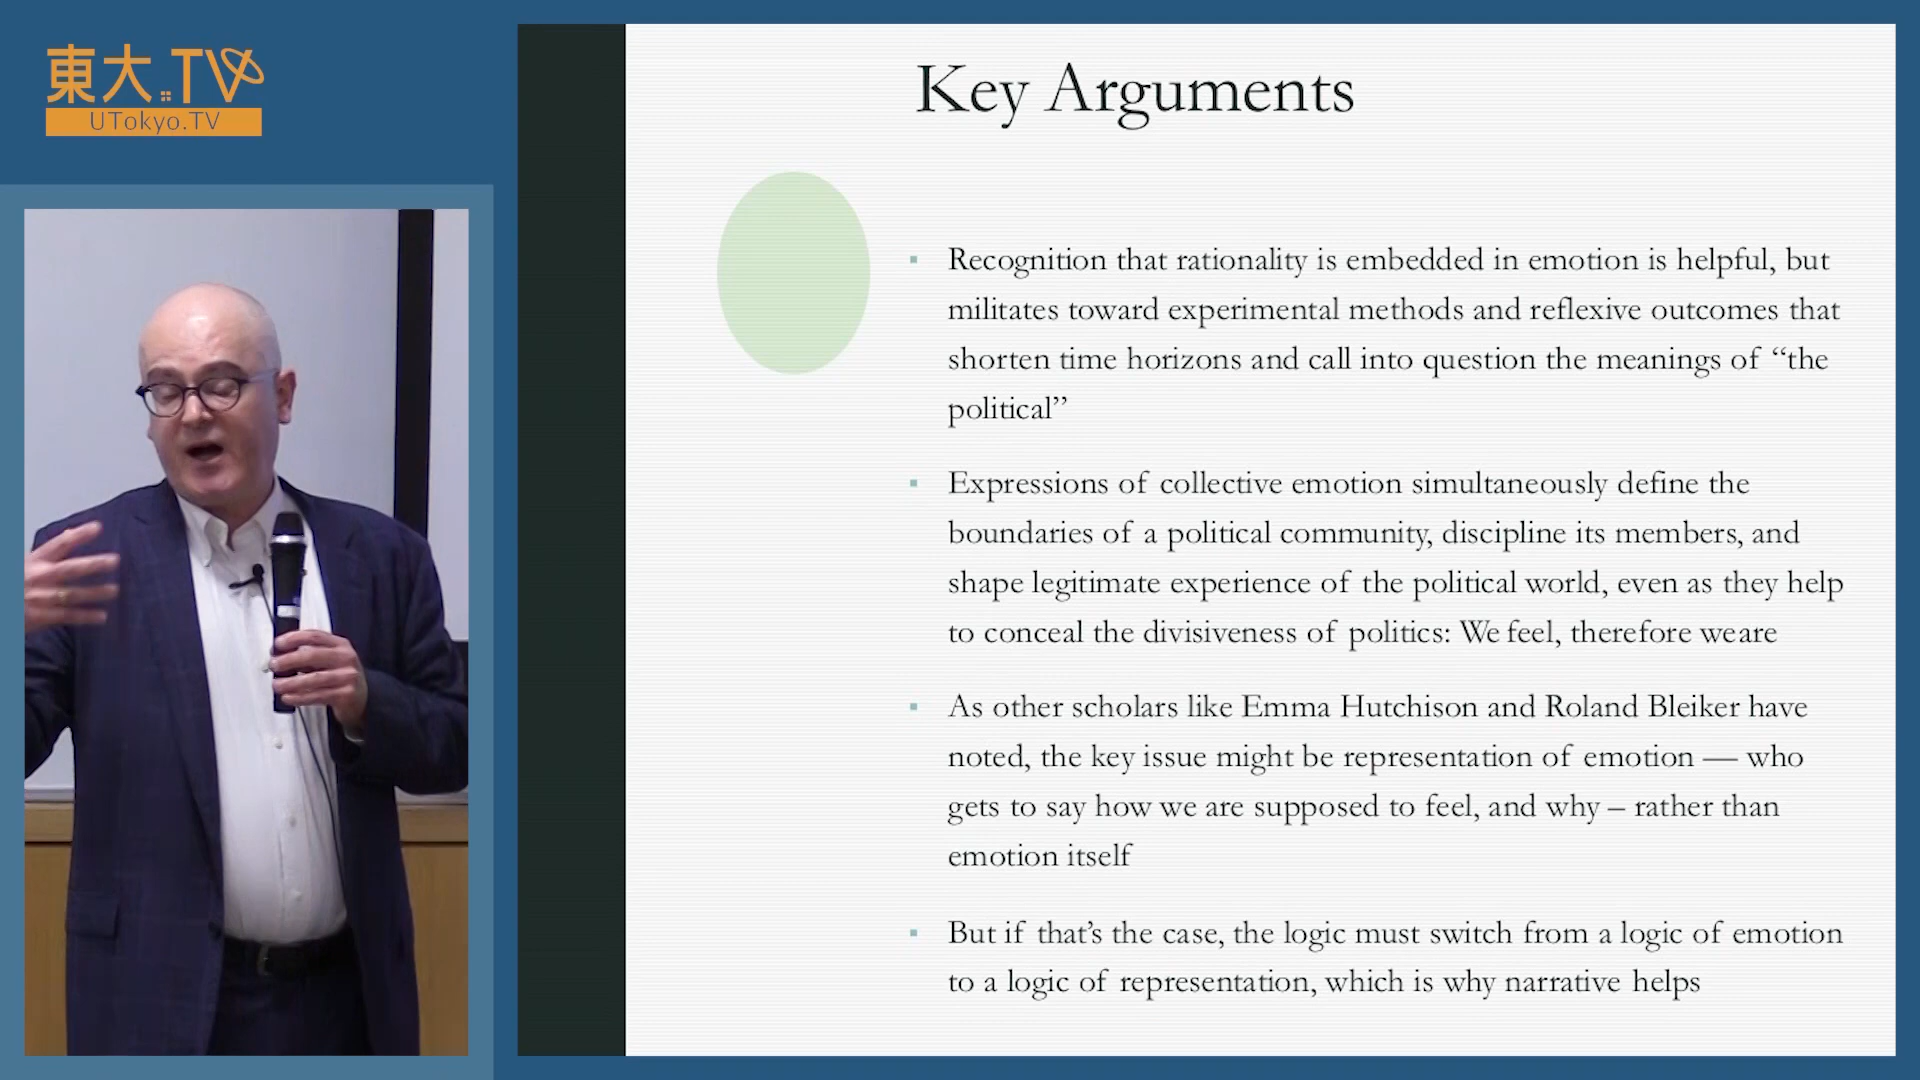 東大.TV
UTokyo.TV
Key Arguments
Recognition that rationality is embedded in emotion is helpful, but
militates toward experimental methods and reflexive outcomes that
shorten time horizons and call into question the meanings of “the
political”
Expressions of collective emotion simultaneously define the
boundaries of a political community, discipline its members, and
shape legitimate experience of the political world, even as they help
to conceal the divisiveness of politics: We feel, therefore weare
As other scholars like Emma Hutchison and Roland Bleiker have
noted, the key issue might be representation of emotion — who
gets to say how we are supposed to feel, and why – rather than
emotion itself
But if that’s the case, the logic must switch from a logic of emotion
to a logic of representation, which is why narrative helps